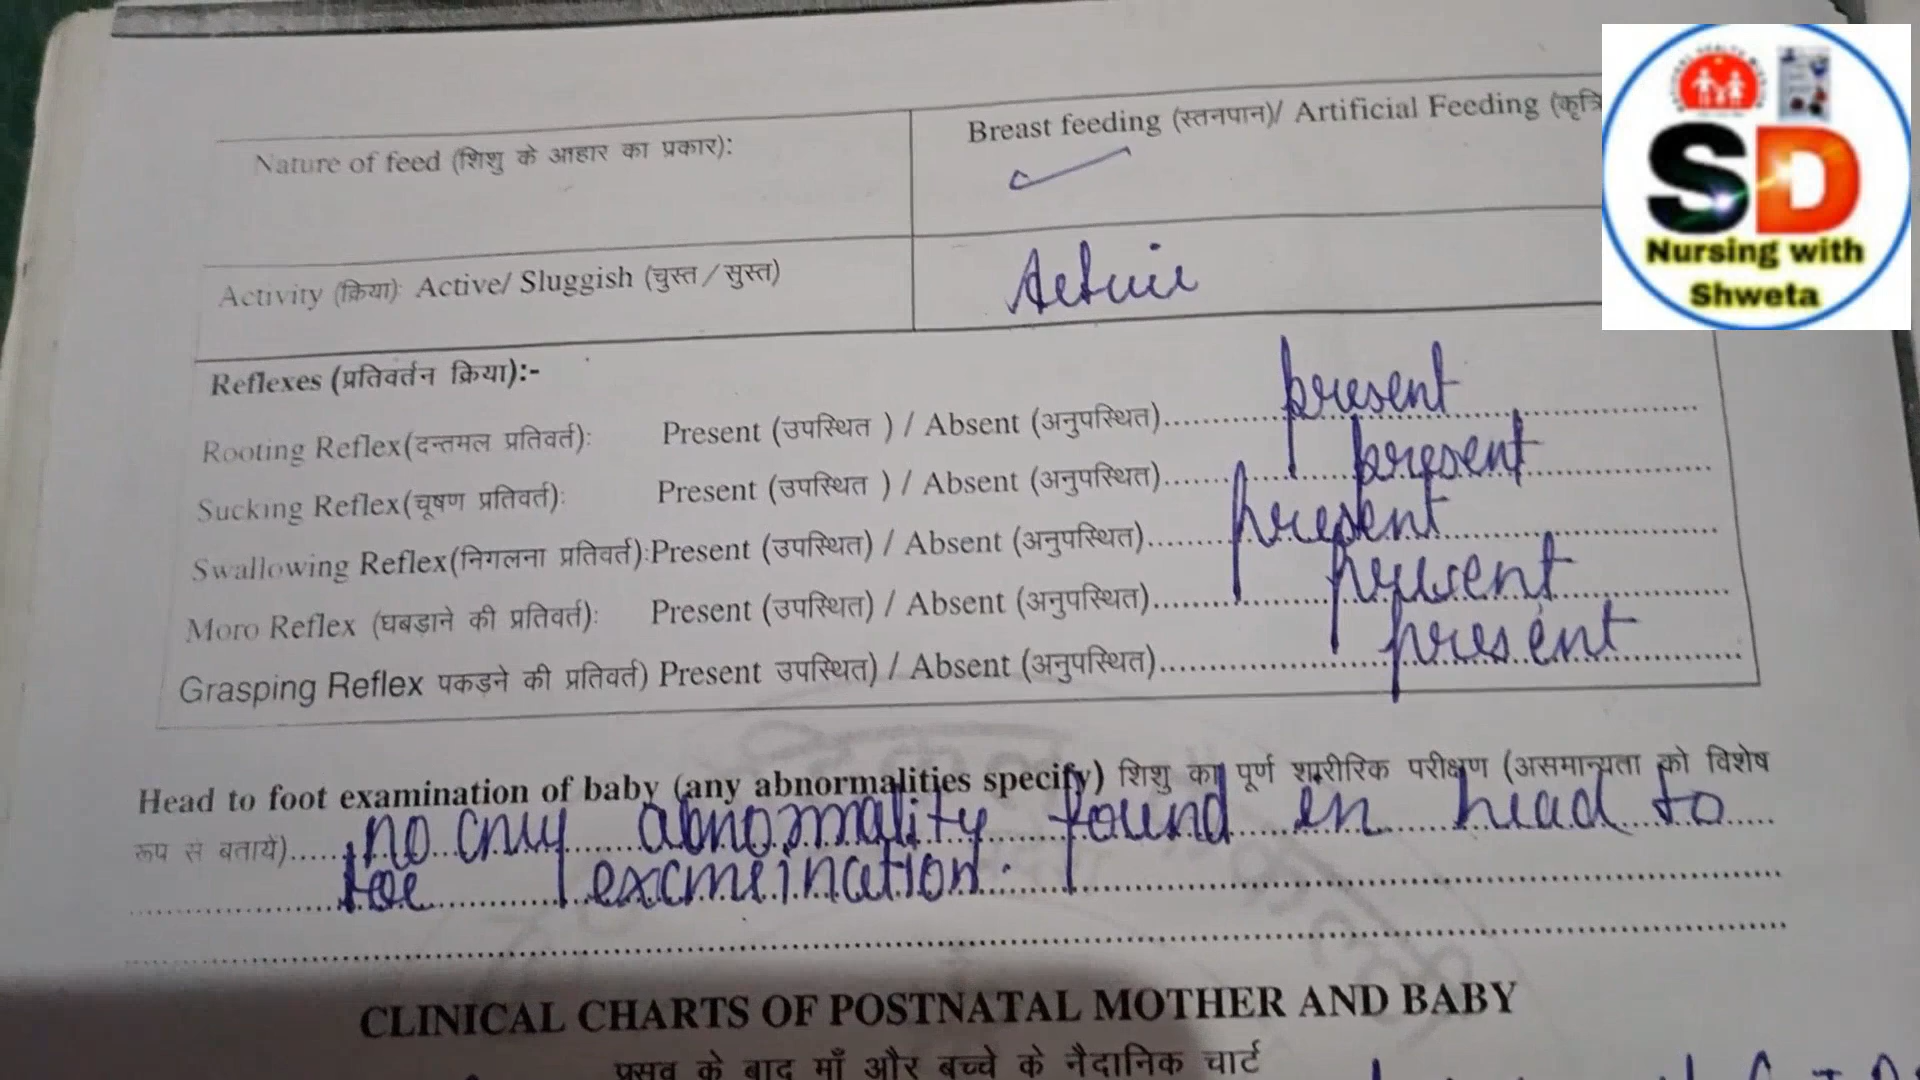 Nature of feed (शिशु के आहार का प्रकार):
Breast feeding (स्तनपान)/ Artificial Feeding (कृत्रि
Activity (क्रिया): Active/ Sluggish (चुस्त / सुस्त)
Active
Reflexes (प्रतिवर्तन क्रिया):-
Rooting Reflex(दन्तमल प्रतिवर्त): Present (उपस्थित ) / Absent (अनुपस्थित)..........present..........
Sucking Reflex(चूषण प्रतिवर्त): Present (उपस्थित ) / Absent (अनुपस्थित)..........present..........
Swallowing Reflex(निगलना प्रतिवर्त):Present (उपस्थित) / Absent (अनुपस्थित)..........present..........
Moro Reflex (घबड़ाने की प्रतिवर्त): Present (उपस्थित) / Absent (अनुपस्थित)..........present..........
Grasping Reflex पकड़ने की प्रतिवर्त) Present उपस्थित) / Absent (अनुपस्थित)..........present..........
Head to foot examination of baby (any abnormalities specify) शिशु का पूर्ण शारीरिक परीक्षण (असमान्यता को विशेष
रूप से बतायें).....no any abnormality found in head to
toe examination.
CLINICAL CHARTS OF POSTNATAL MOTHER AND BABY
प्रसव के बाद माँ और बच्चे के नैदानिक चार्ट
SD
Nursing with
Shweta